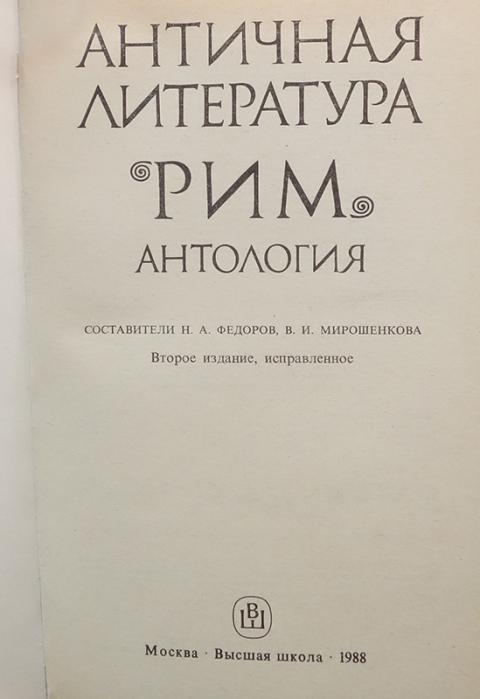 АНТИЧНАЯ
ЛИТЕРАТУРА
РИМ
АНТОЛОГИЯ
СОСТАВИТЕЛИ Н. А. ФЕДОРОВ, В. И. МИРОШЕНКОВА
Второе издание, исправленное
ВШ
Москва · Высшая школа · 1988